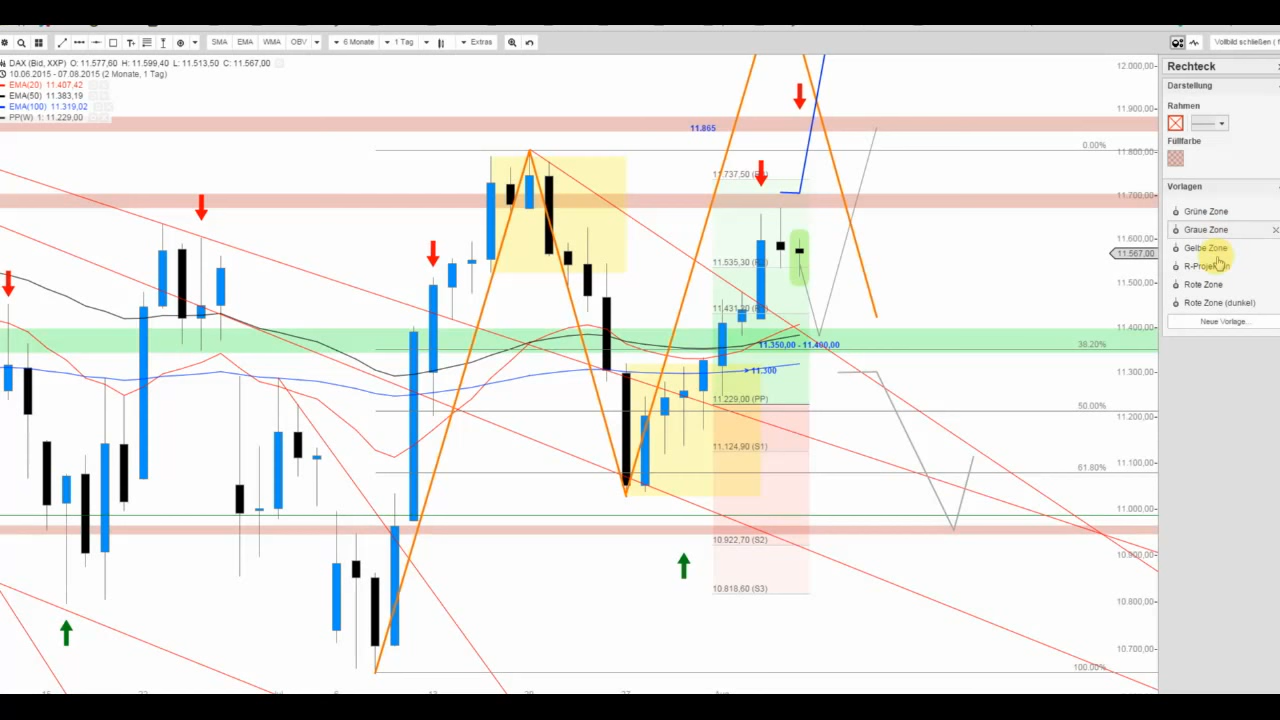 SMA EMA WMA OBV 6 Monate 1 Tag Extras Vollbild schließen (
DAX (Bid, XXP) O: 11.577,60 H: 11.599,40 L: 11.513,50 C: 11.567,00
10.06.2015 - 07.08.2015 (2 Monate, 1 Tag)
EMA(20) 11.407,42
EMA(50) 11.383,19
EMA(100) 11.319,02
PP(W) 1: 11.229,00
11.865
11.737,50
11.535,30
11.431,30
11.350,00 - 11.400,00
> 11.300
11.229,00 (PP)
11.124,90 (S1)
10.922,70 (S2)
10.818,60 (S3)
0.00%
38.20%
50.00%
61.80%
100.00%
12.000,00
11.900,00
11.800,00
11.700,00
11.600,00
11.567,00
11.500,00
11.400,00
11.300,00
11.200,00
11.100,00
11.000,00
10.900,00
10.800,00
10.700,00
Rechteck
Darstellung
Rahmen
Füllfarbe
Vorlagen
Grüne Zone
Graue Zone
Gelbe Zone
Rote Zone
Rote Zone (dunkel)
Neue Vorlage...